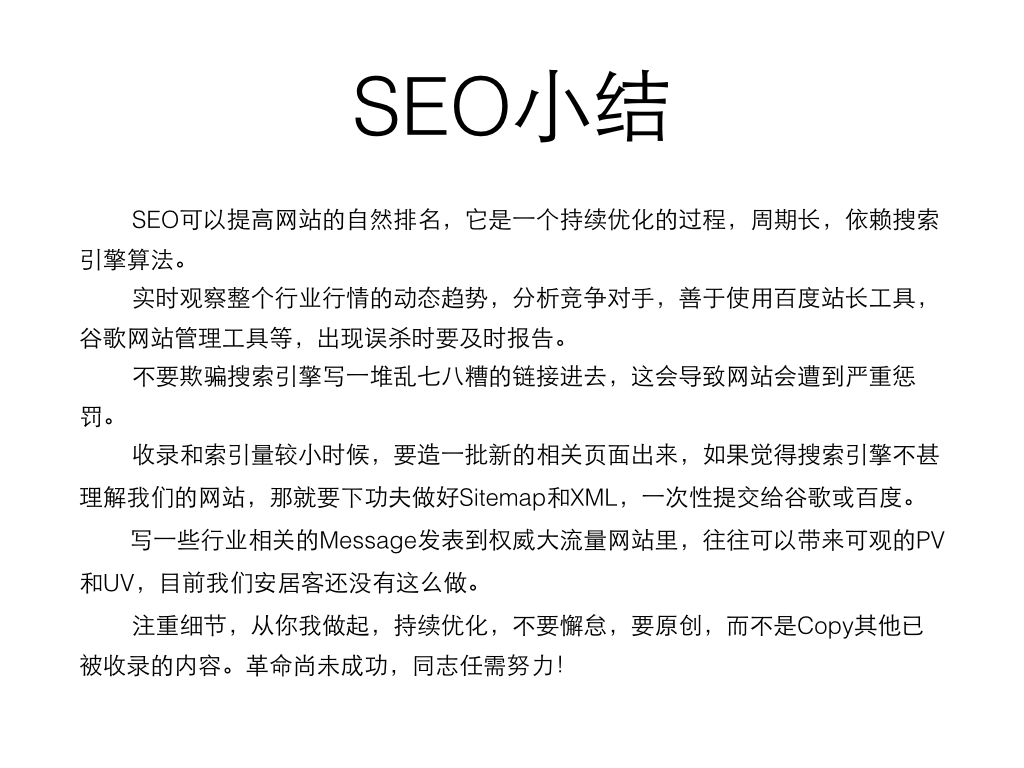 SEO小结
SEO可以提高网站的自然排名，它是一个持续优化的过程，周期长，依赖搜索
引擎算法。
实时观察整个行业行情的动态趋势，分析竞争对手，善于使用百度站长工具，
谷歌网站管理工具等，出现误杀时要及时报告。
不要欺骗搜索引擎写一堆乱七八糟的链接进去，这会导致网站会遭到严重惩
罚。
收录和索引量较小时候，要造一批新的相关页面出来，如果觉得搜索引擎不甚
理解我们的网站，那就要下功夫做好Sitemap和XML，一次性提交给谷歌或百度。
写一些行业相关的Message发表到权威大流量网站里，往往可以带来可观的PV
和UV，目前我们安居客还没有这么做。
注重细节，从你我做起，持续优化，不要懈怠，要原创，而不是Copy其他已
被收录的内容。革命尚未成功，同志任需努力！